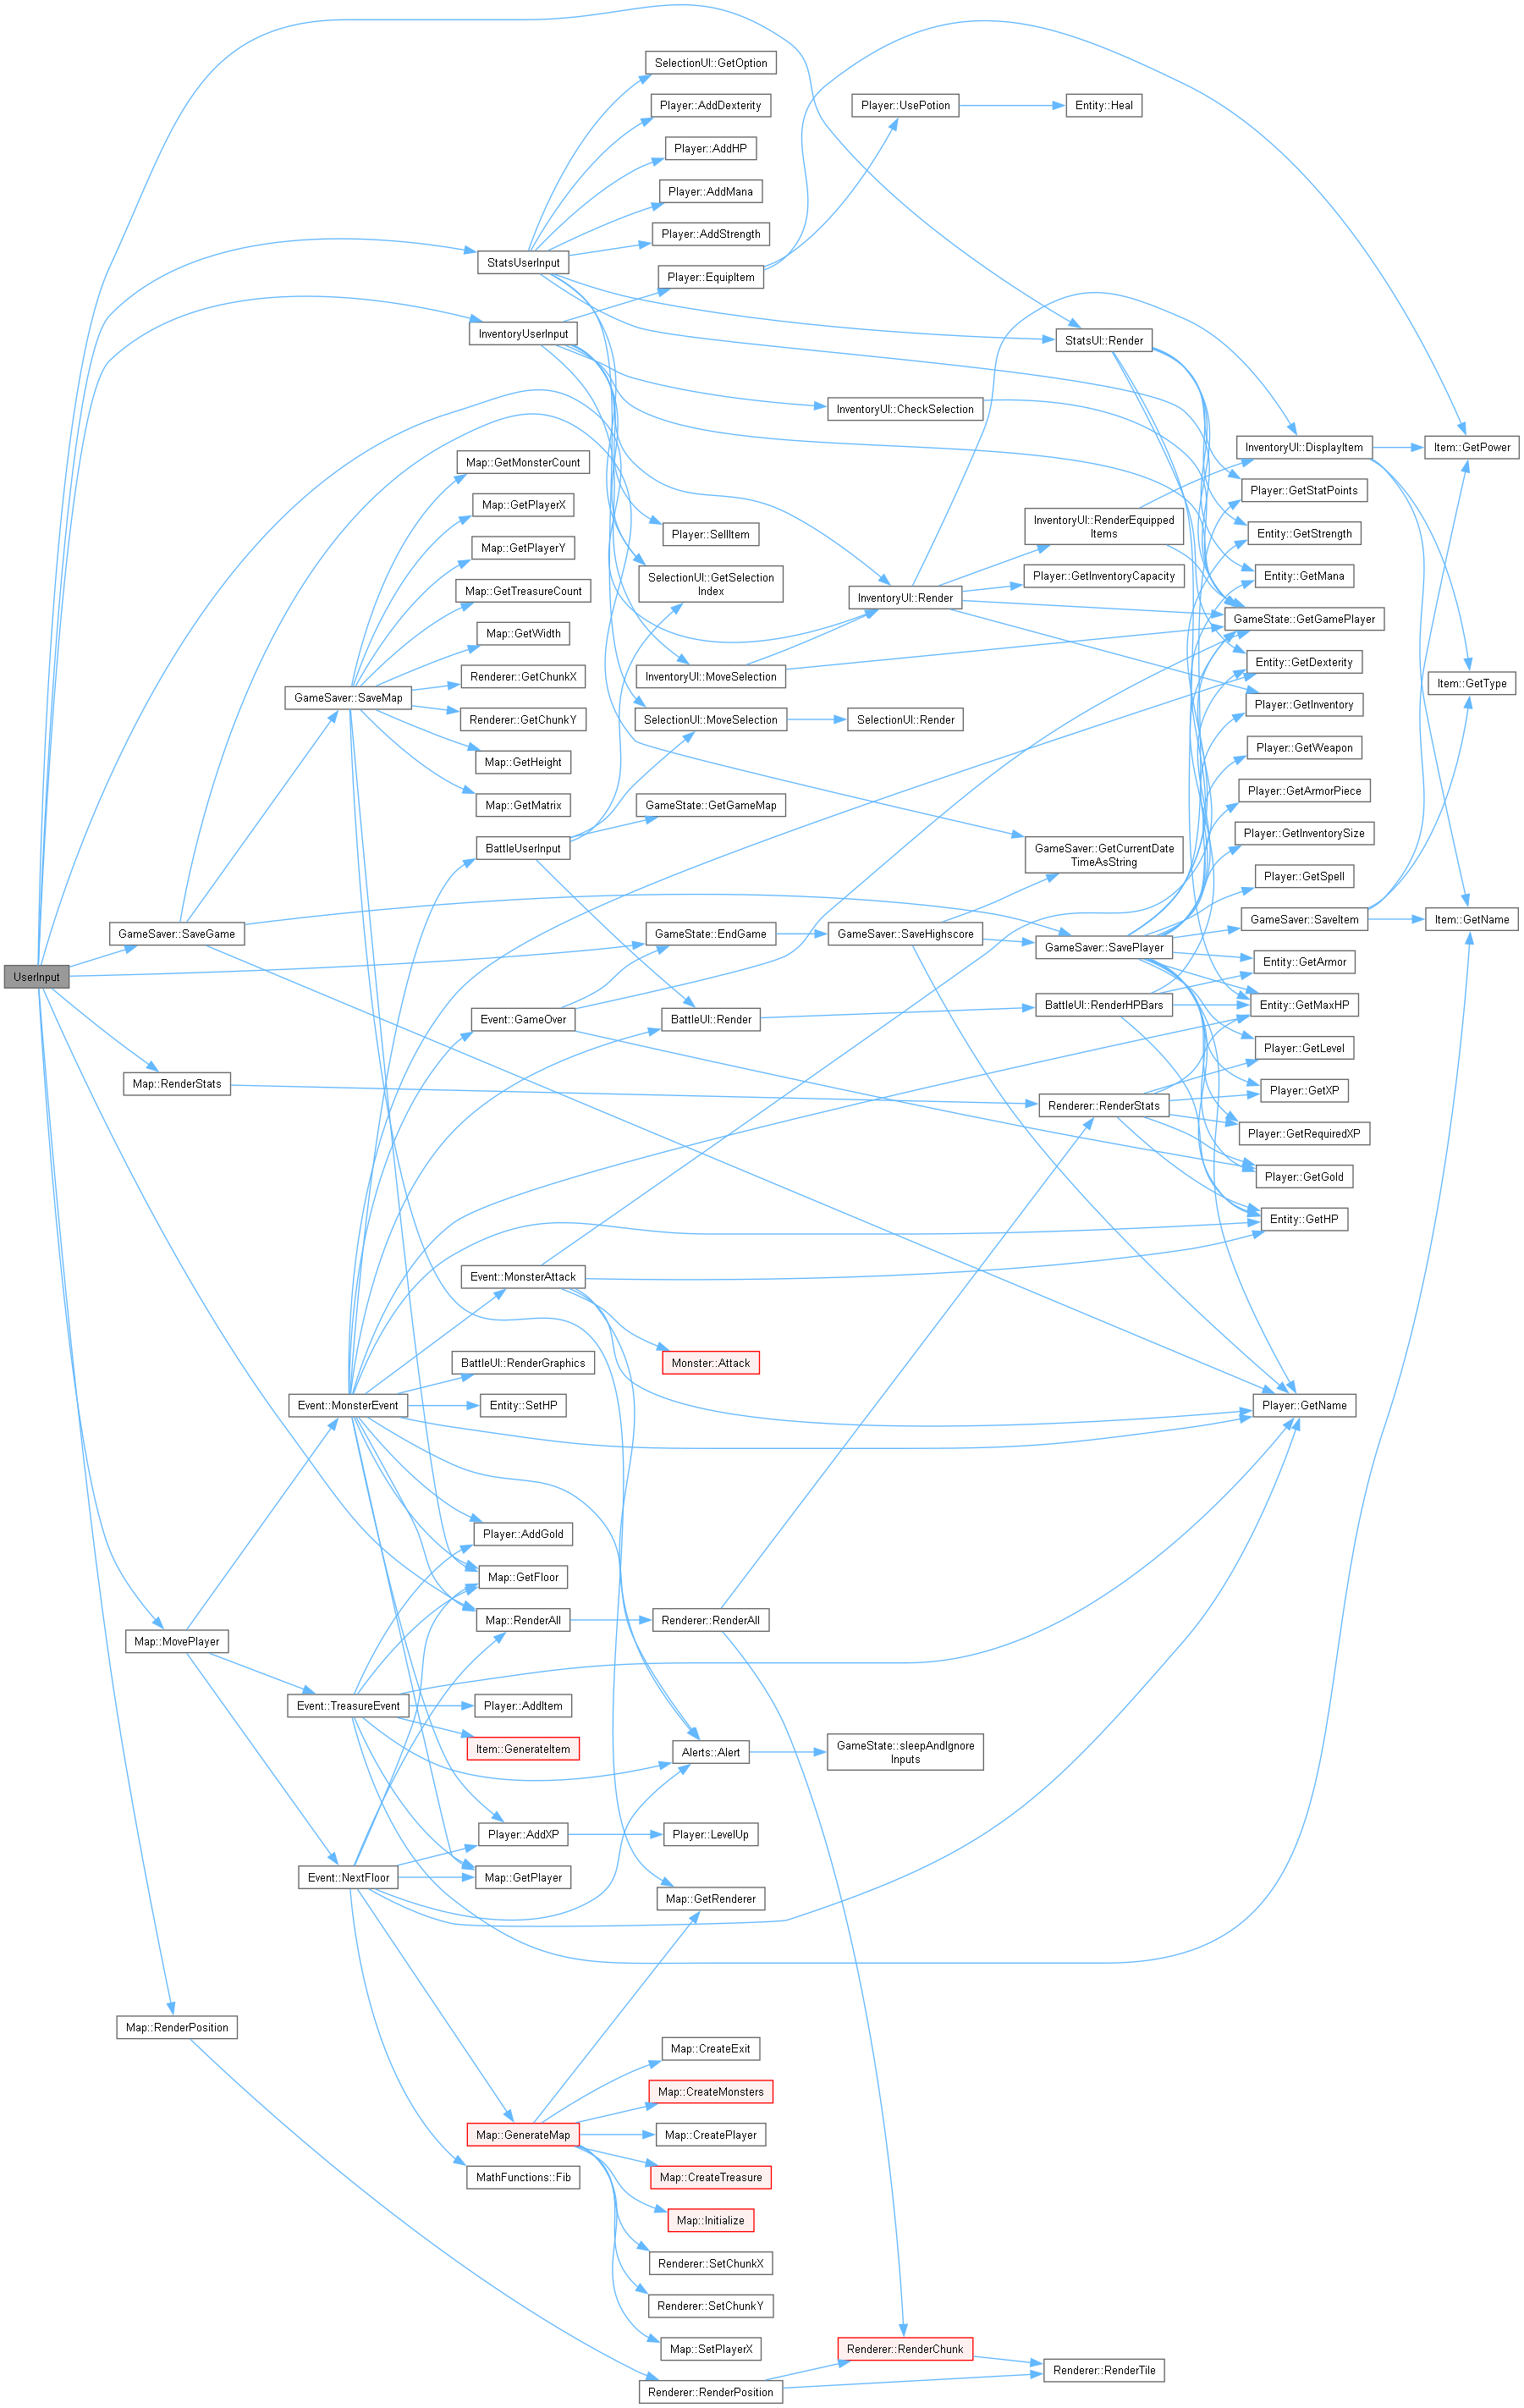 SelectionUI::GetOption
Player::AddDexterity
Player::UsePotion
Entity::Heal
Player::AddHP
Player::AddMana
Player::AddStrength
StatsUserInput
Player::EquipItem
InventoryUserInput
StatsUI::Render
InventoryUI::CheckSelection
InventoryUI::DisplayItem
Item::GetPower
Map::GetMonsterCount
Player::GetStatPoints
Map::GetPlayerX
InventoryUI::RenderEquipped
Items
Player::SellItem
Entity::GetStrength
Map::GetPlayerY
SelectionUI::GetSelection
Index
Player::GetInventoryCapacity
Entity::GetMana
Map::GetTreasureCount
InventoryUI::Render
GameState::GetGamePlayer
Map::GetWidth
Entity::GetDexterity
Renderer::GetChunkX
InventoryUI::MoveSelection
Item::GetType
GameSaver::SaveMap
Player::GetInventory
Renderer::GetChunkY
SelectionUI::MoveSelection
SelectionUI::Render
Player::GetWeapon
Map::GetHeight
Player::GetArmorPiece
Map::GetMatrix
GameState::GetGameMap
Player::GetInventorySize
BattleUserInput
GameSaver::GetCurrentDate
TimeAsString
Player::GetSpell
GameSaver::SaveItem
Item::GetName
GameSaver::SaveGame
GameState::EndGame
GameSaver::SaveHighscore
GameSaver::SavePlayer
Entity::GetArmor
UserInput
BattleUI::RenderHPBars
Entity::GetMaxHP
Event::GameOver
BattleUI::Render
Player::GetLevel
Map::RenderStats
Player::GetXP
Renderer::RenderStats
Player::GetRequiredXP
Player::GetGold
Entity::GetHP
Event::MonsterAttack
Monster::Attack
BattleUI::RenderGraphics
Event::MonsterEvent
Entity::SetHP
Player::GetName
Player::AddGold
Map::GetFloor
Map::RenderAll
Renderer::RenderAll
Map::MovePlayer
Event::TreasureEvent
Player::AddItem
Item::GenerateItem
Alerts::Alert
GameState::sleepAndIgnore
Inputs
Player::AddXP
Player::LevelUp
Event::NextFloor
Map::GetPlayer
Map::GetRenderer
Map::RenderPosition
Map::CreateExit
Map::CreateMonsters
Map::GenerateMap
Map::CreatePlayer
MathFunctions::Fib
Map::CreateTreasure
Map::Initialize
Renderer::SetChunkX
Renderer::SetChunkY
Map::SetPlayerX
Renderer::RenderChunk
Renderer::RenderTile
Renderer::RenderPosition